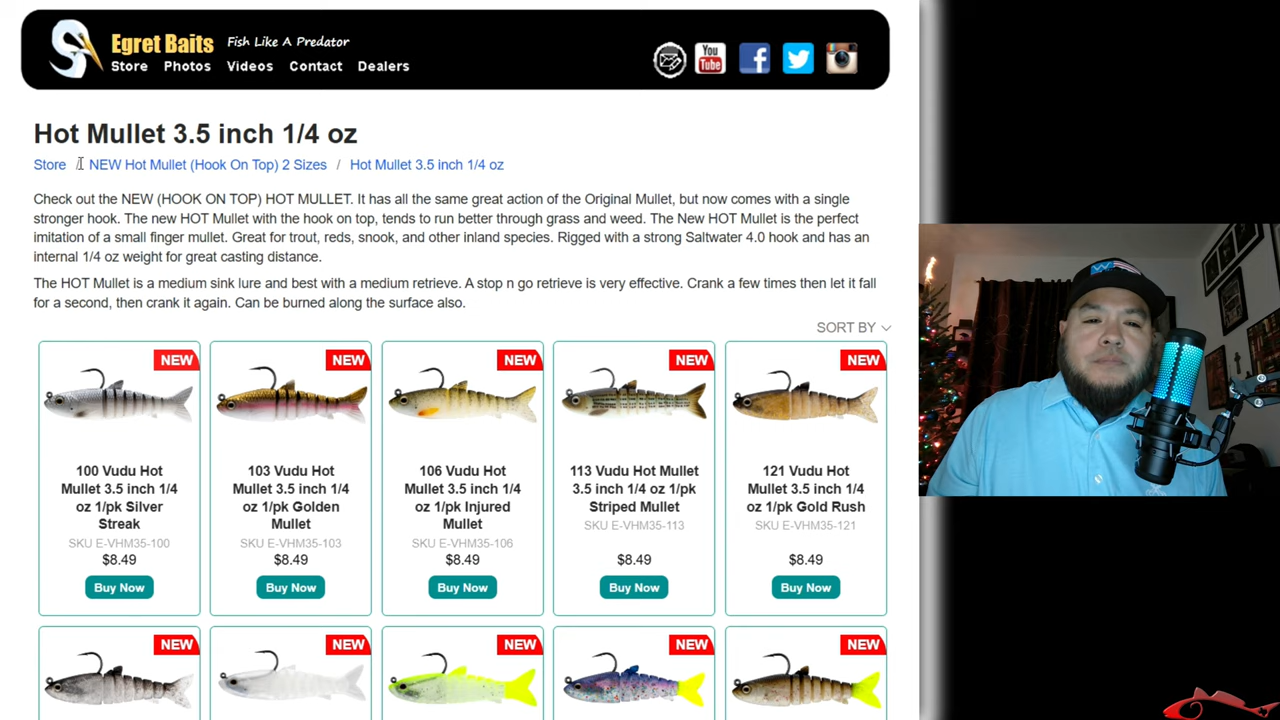 Egret Baits Fish Like A Predator
Store Photos Videos Contact Dealers
You
Tube
Hot Mullet 3.5 inch 1/4 oz
Store / NEW Hot Mullet (Hook On Top) 2 Sizes / Hot Mullet 3.5 inch 1/4 oz
Check out the NEW (HOOK ON TOP) HOT MULLET. It has all the same great action of the Original Mullet, but now comes with a single
stronger hook. The new HOT Mullet with the hook on top, tends to run better through grass and weed. The New HOT Mullet is the perfect
imitation of a small finger mullet. Great for trout, reds, snook, and other inland species. Rigged with a strong Saltwater 4.0 hook and has an
internal 1/4 oz weight for great casting distance.
The HOT Mullet is a medium sink lure and best with a medium retrieve. A stop n go retrieve is very effective. Crank a few times then let it fall
for a second, then crank it again. Can be burned along the surface also.
SORT BY
NEW
100 Vudu Hot
Mullet 3.5 inch 1/4
oz 1/pk Silver
Streak
SKU E-VHM35-100
$8.49
Buy Now
NEW
103 Vudu Hot
Mullet 3.5 inch 1/4
oz 1/pk Golden
Mullet
SKU E-VHM35-103
$8.49
Buy Now
NEW
106 Vudu Hot
Mullet 3.5 inch 1/4
oz 1/pk Injured
Mullet
SKU E-VHM35-106
$8.49
Buy Now
NEW
113 Vudu Hot Mullet
3.5 inch 1/4 oz 1/pk
Striped Mullet
SKU E-VHM35-113
$8.49
Buy Now
NEW
121 Vudu Hot
Mullet 3.5 inch 1/4
oz 1/pk Gold Rush
SKU E-VHM35-121
$8.49
Buy Now
NEW
NEW
NEW
NEW
NEW